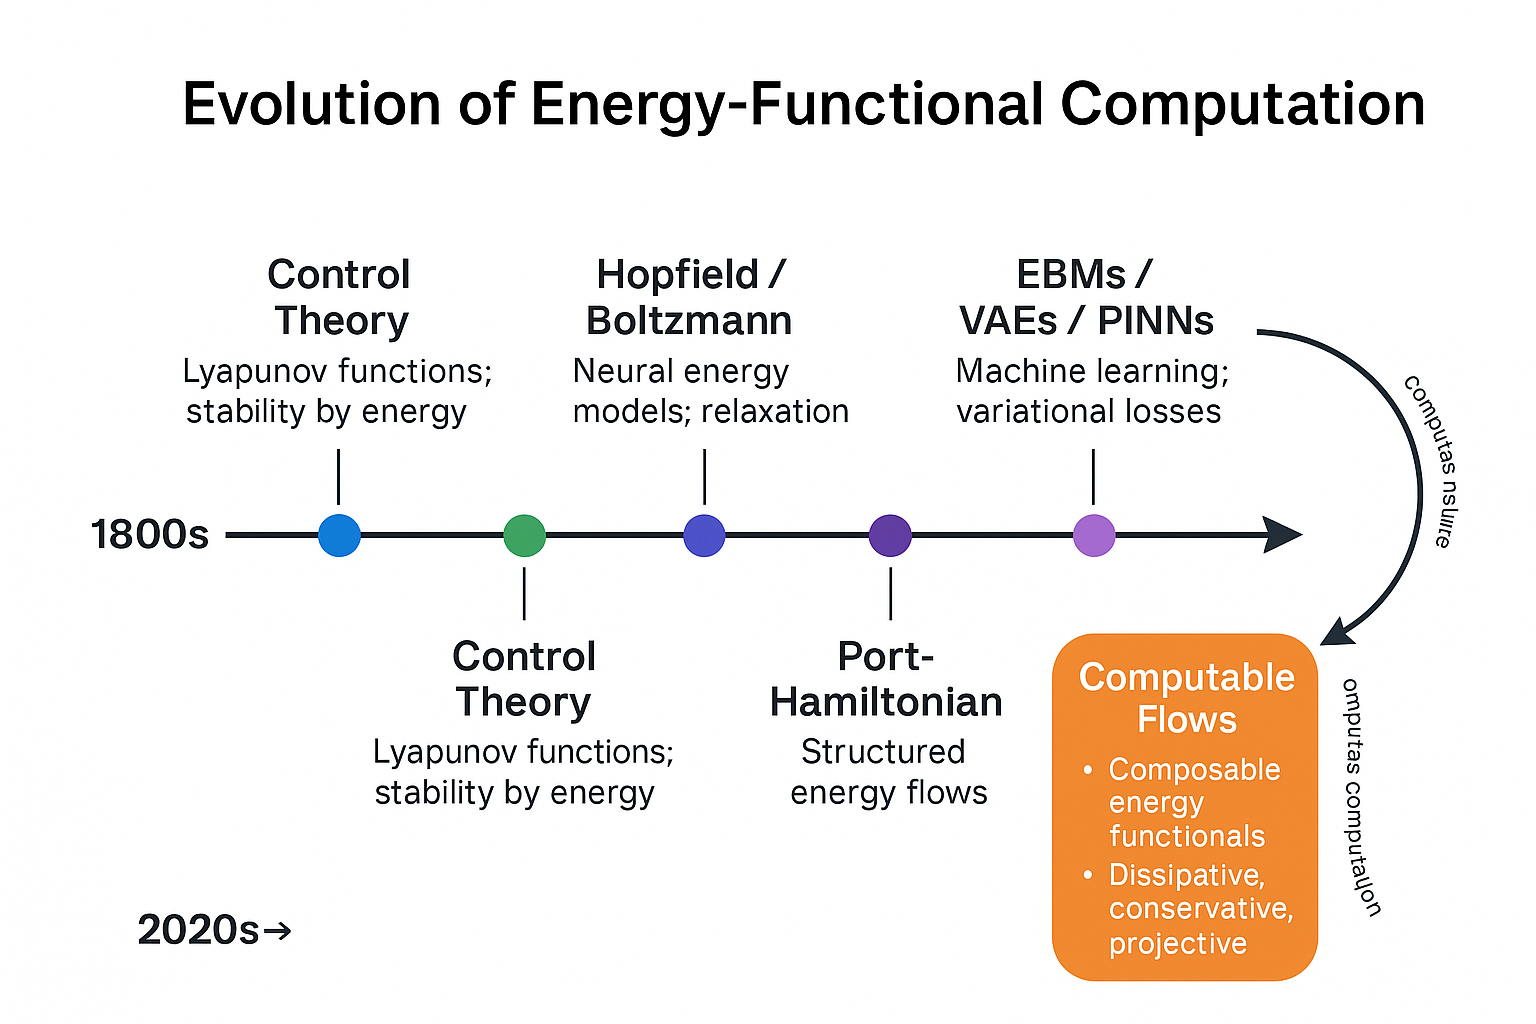 Evolution of Energy-Functional Computation
Control
Theory
Lyapunov functions;
stability by energy
Hopfield /
Boltzmann
Neural energy
models; relaxation
EBMs /
VAEs / PINNs
Machine learning;
variational losses
computas
1800s
Control
Theory
Lyapunov functions;
stability by energy
Port-
Hamiltonian
Structured
energy flows
Computable
Flows
• Composable
energy
functionals
• Dissipative,
conservative,
projective
omputas
2020s→